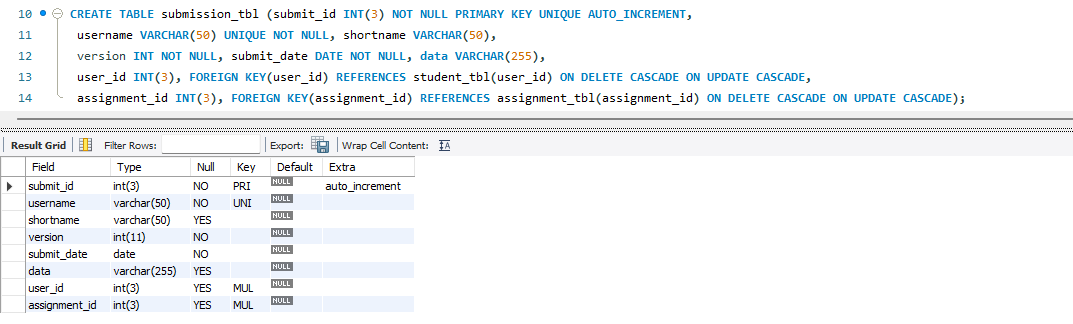 10 CREATE TABLE submission_tbl (submit_id INT(3) NOT NULL PRIMARY KEY UNIQUE AUTO_INCREMENT,
11 username VARCHAR(50) UNIQUE NOT NULL, shortname VARCHAR(50),
12 version INT NOT NULL, submit_date DATE NOT NULL, data VARCHAR(255),
13 user_id INT(3), FOREIGN KEY(user_id) REFERENCES student_tbl(user_id) ON DELETE CASCADE ON UPDATE CASCADE,
14 assignment_id INT(3), FOREIGN KEY(assignment_id) REFERENCES assignment_tbl(assignment_id) ON DELETE CASCADE ON UPDATE CASCADE);
Result Grid Filter Rows: Export: Wrap Cell Content: IA
Field Type Null Key Default Extra
submit_id int(3) NO PRI NULL auto_increment
username varchar(50) NO UNI NULL
shortname varchar(50) YES NULL
version int(11) NO NULL
submit_date date NO NULL
data varchar(255) YES NULL
user_id int(3) YES MUL NULL
assignment_id int(3) YES MUL NULL